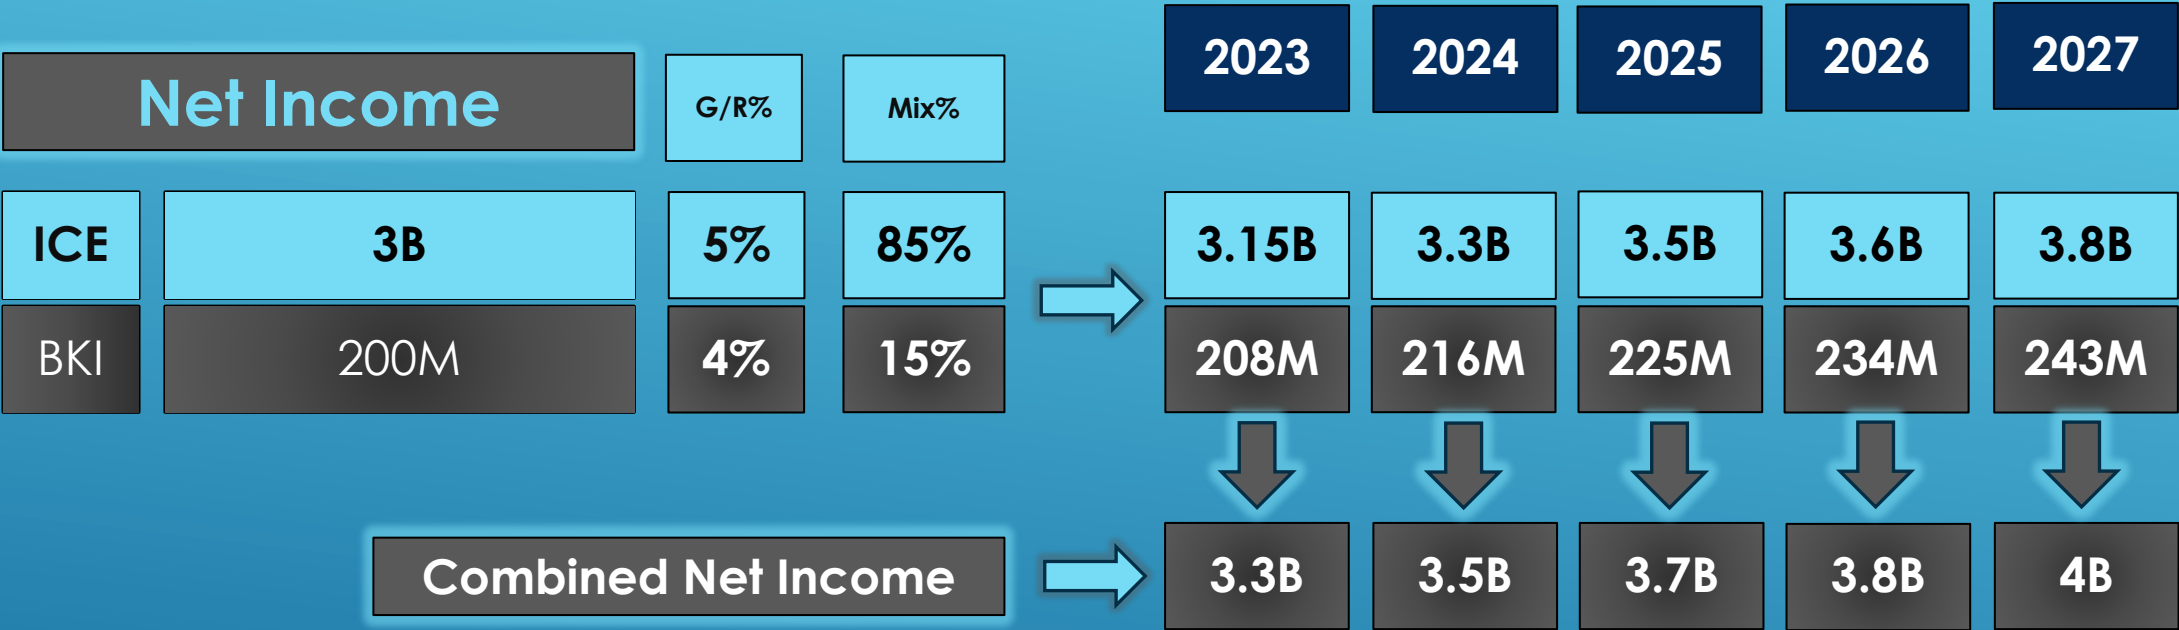 2023 2024 2025 2026 2027
Net Income G/R% Mix%
ICE 3B 5% 85% 3.15B 3.3B 3.5B 3.6B 3.8B
BKI 200M 4% 15% 208M 216M 225M 234M 243M
Combined Net Income 3.3B 3.5B 3.7B 3.8B 4B